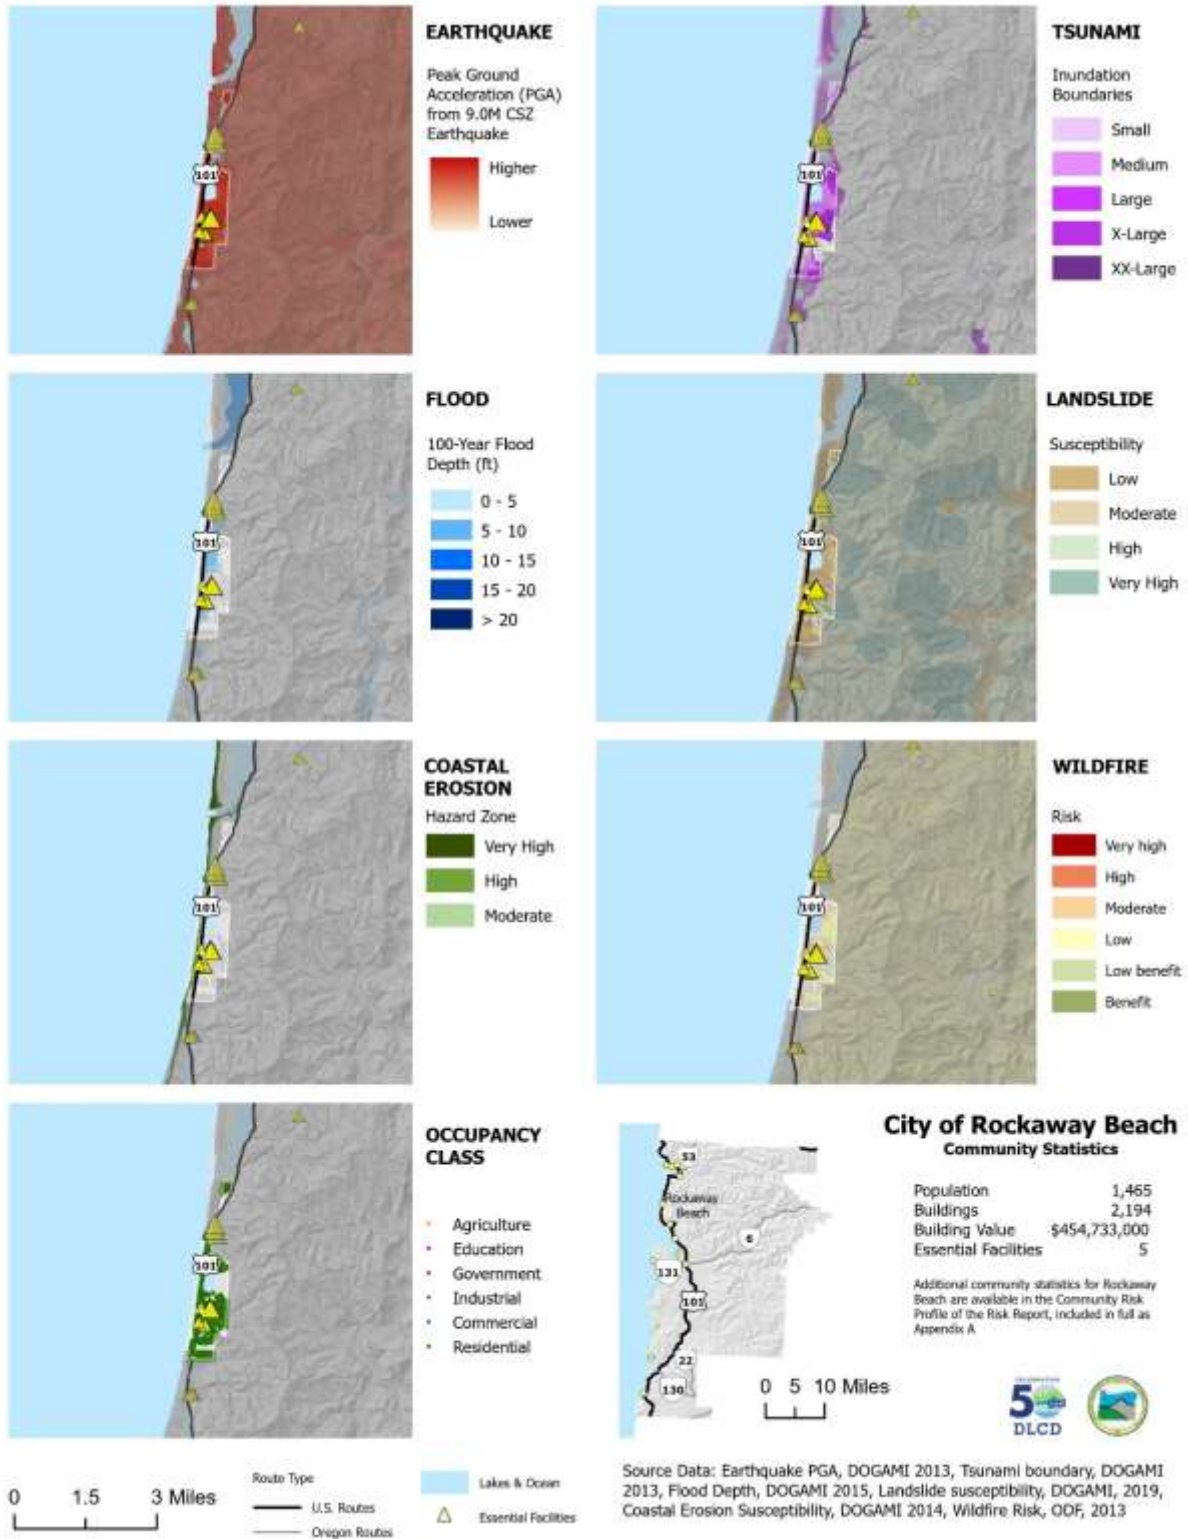 EARTHQUAKE
Peak Ground
Acceleration (PGA)
from 9.0M CSZ
Earthquake
Higher
Lower
101
TSUNAMI
Inundation
Boundaries
Small
Medium
Large
X-Large
XX-Large
101
FLOOD
100-Year Flood
Depth (ft)
0 - 5
5 - 10
10 - 15
15 - 20
> 20
101
LANDSLIDE
Susceptibility
Low
Moderate
High
Very High
101
COASTAL
EROSION
Hazard Zone
Very High
High
Moderate
101
WILDFIRE
Risk
Very high
High
Moderate
Low
Low benefit
Benefit
101
OCCUPANCY
CLASS
Agriculture
Education
Government
Industrial
Commercial
Residential
101
53
Rockaway
Beach
6
131
101
22
130
0 5 10 Miles
City of Rockaway Beach
Community Statistics
Population 1,465
Buildings 2,194
Building Value $454,733,000
Essential Facilities 5
Additional community statistics for Rockaway
Beach are available in the Community Risk
Profile of the Risk Report, included in full as
Appendix A
50
DLCD
0 1.5 3 Miles
Route Type
U.S. Routes
Oregon Routes
Lakes & Ocean
Essential Facilities
Source Data: Earthquake PGA, DOGAMI 2013, Tsunami boundary, DOGAMI
2013, Flood Depth, DOGAMI 2015, Landslide susceptibility, DOGAMI, 2019,
Coastal Erosion Susceptibility, DOGAMI 2014, Wildfire Risk, ODF, 2013